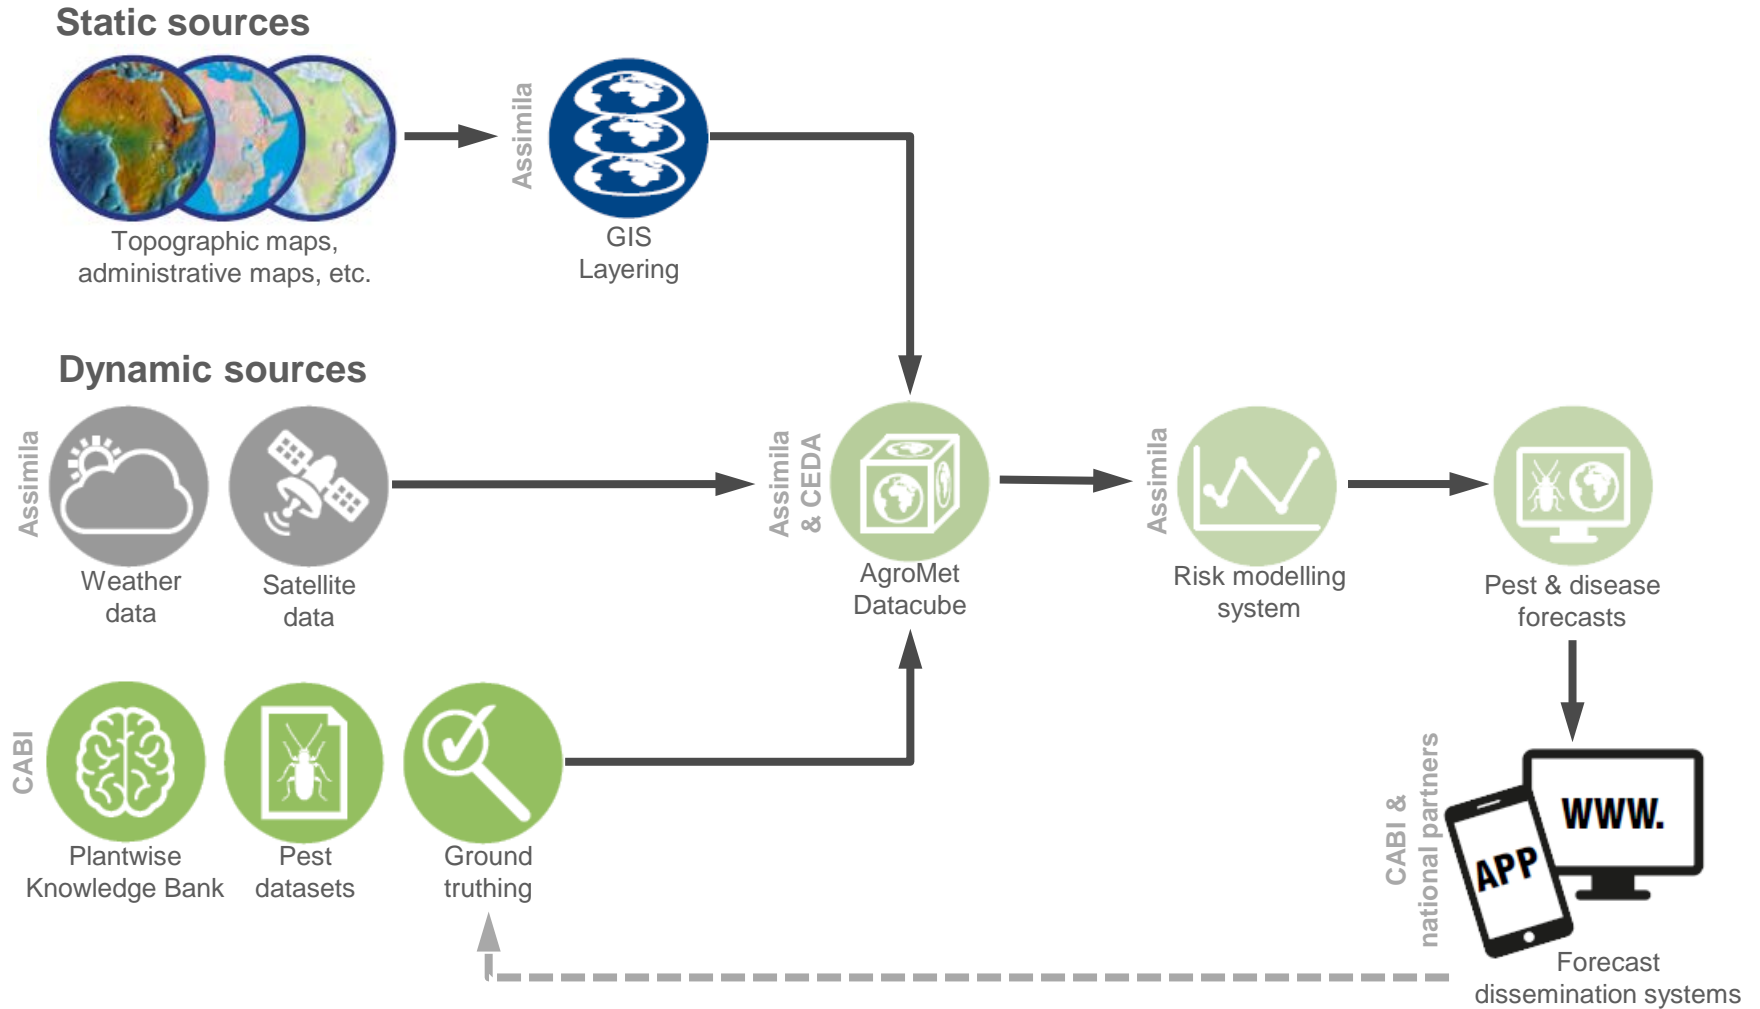 Static sources
Assimila
Topographic maps,
administrative maps, etc.
GIS
Layering
Dynamic sources
Assimila
Weather
data
Satellite
data
Assimila
& CEDA
AgroMet
Datacube
Assimila
Risk modelling
system
Pest & disease
forecasts
CABI
Plantwise
Knowledge Bank
Pest
datasets
Ground
truthing
CABI &
national partners
www.
APP
Forecast
dissemination systems